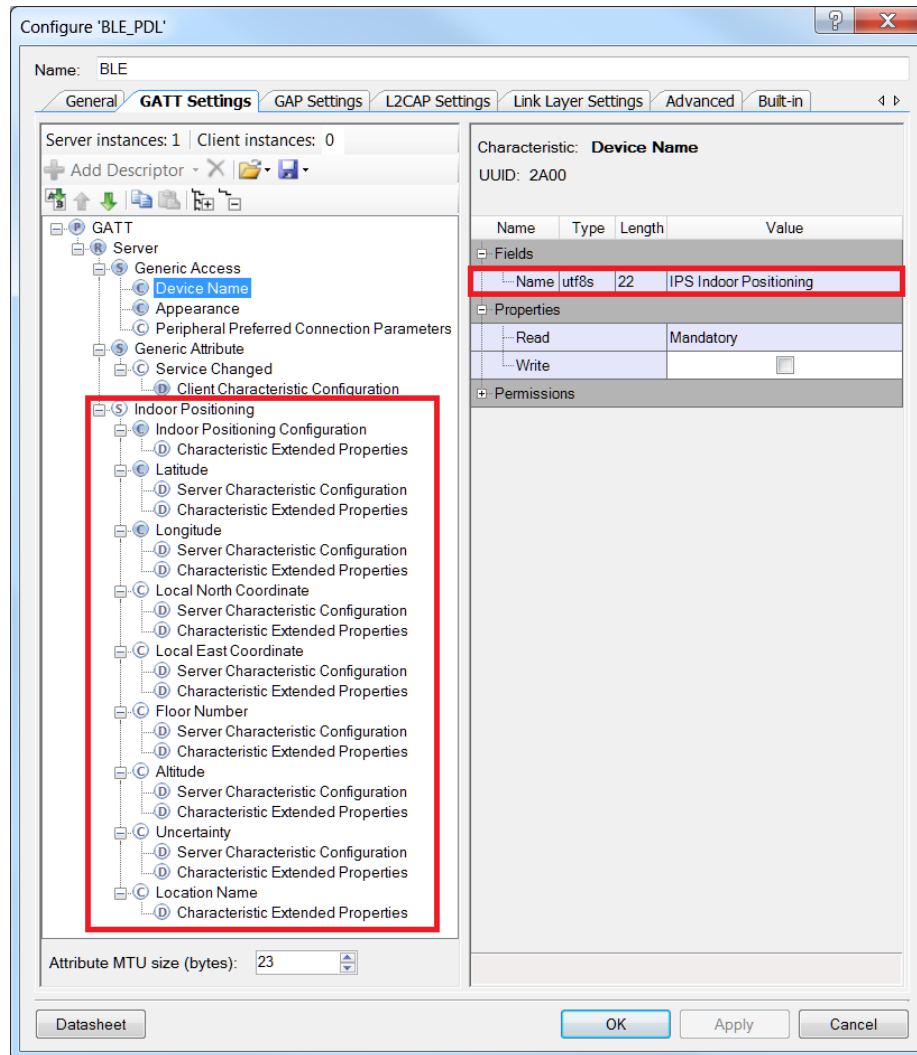 Configure 'BLE_PDL'
Name: BLE
General GATT Settings GAP Settings L2CAP Settings Link Layer Settings Advanced Built-in
Server instances: 1 Client instances: 0
Add Descriptor
GATT
Server
Generic Access
Device Name
Appearance
Peripheral Preferred Connection Parameters
Generic Attribute
Service Changed
Client Characteristic Configuration
Indoor Positioning
Indoor Positioning Configuration
Characteristic Extended Properties
Latitude
Server Characteristic Configuration
Characteristic Extended Properties
Longitude
Server Characteristic Configuration
Characteristic Extended Properties
Local North Coordinate
Server Characteristic Configuration
Characteristic Extended Properties
Local East Coordinate
Server Characteristic Configuration
Characteristic Extended Properties
Floor Number
Server Characteristic Configuration
Characteristic Extended Properties
Altitude
Server Characteristic Configuration
Characteristic Extended Properties
Uncertainty
Server Characteristic Configuration
Characteristic Extended Properties
Location Name
Characteristic Extended Properties
Attribute MTU size (bytes): 23
Characteristic: Device Name
UUID: 2A00
Name Type Length Value
Fields
Name utf8s 22 IPS Indoor Positioning
Properties
Read Mandatory
Write
Permissions
Datasheet OK Apply Cancel